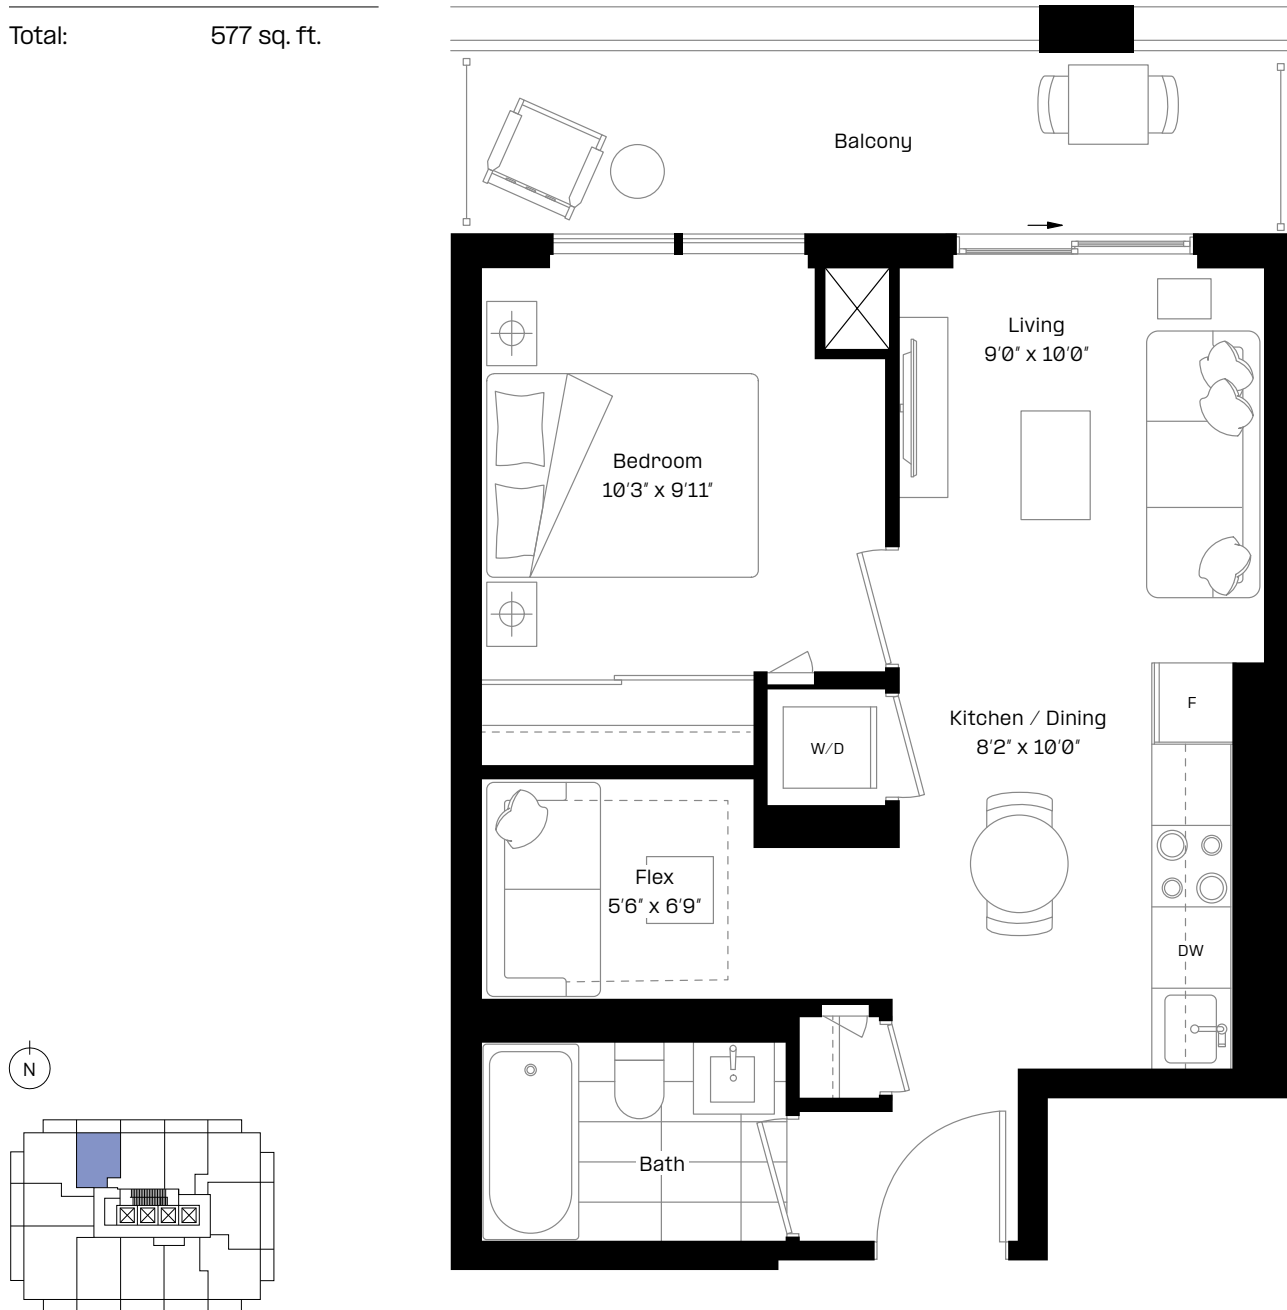 Total: 577 sq. ft.
Balcony
Living
9'0" x 10'0"
Bedroom
10'3" x 9'11"
F
Kitchen / Dining
8'2" x 10'0"
W/D
Flex
5'6" x 6'9"
DW
N
Bath